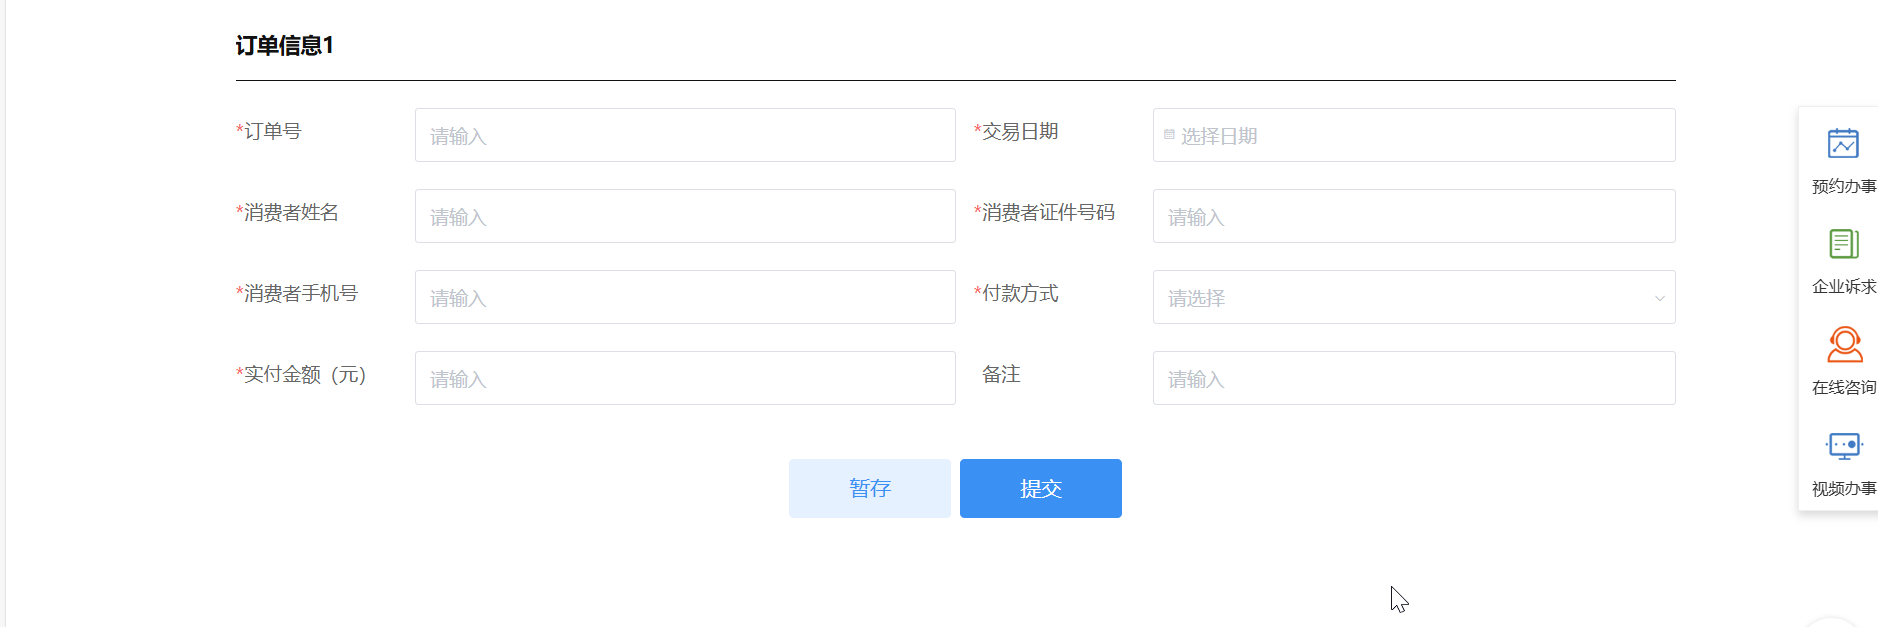 订单信息1
*订单号 请输入 *交易日期 选择日期
*消费者姓名 请输入 *消费者证件号码 请输入
*消费者手机号 请输入 *付款方式 请选择
*实付金额（元） 请输入 备注 请输入
暂存 提交
预约办事
企业诉求
在线咨询
视频办事